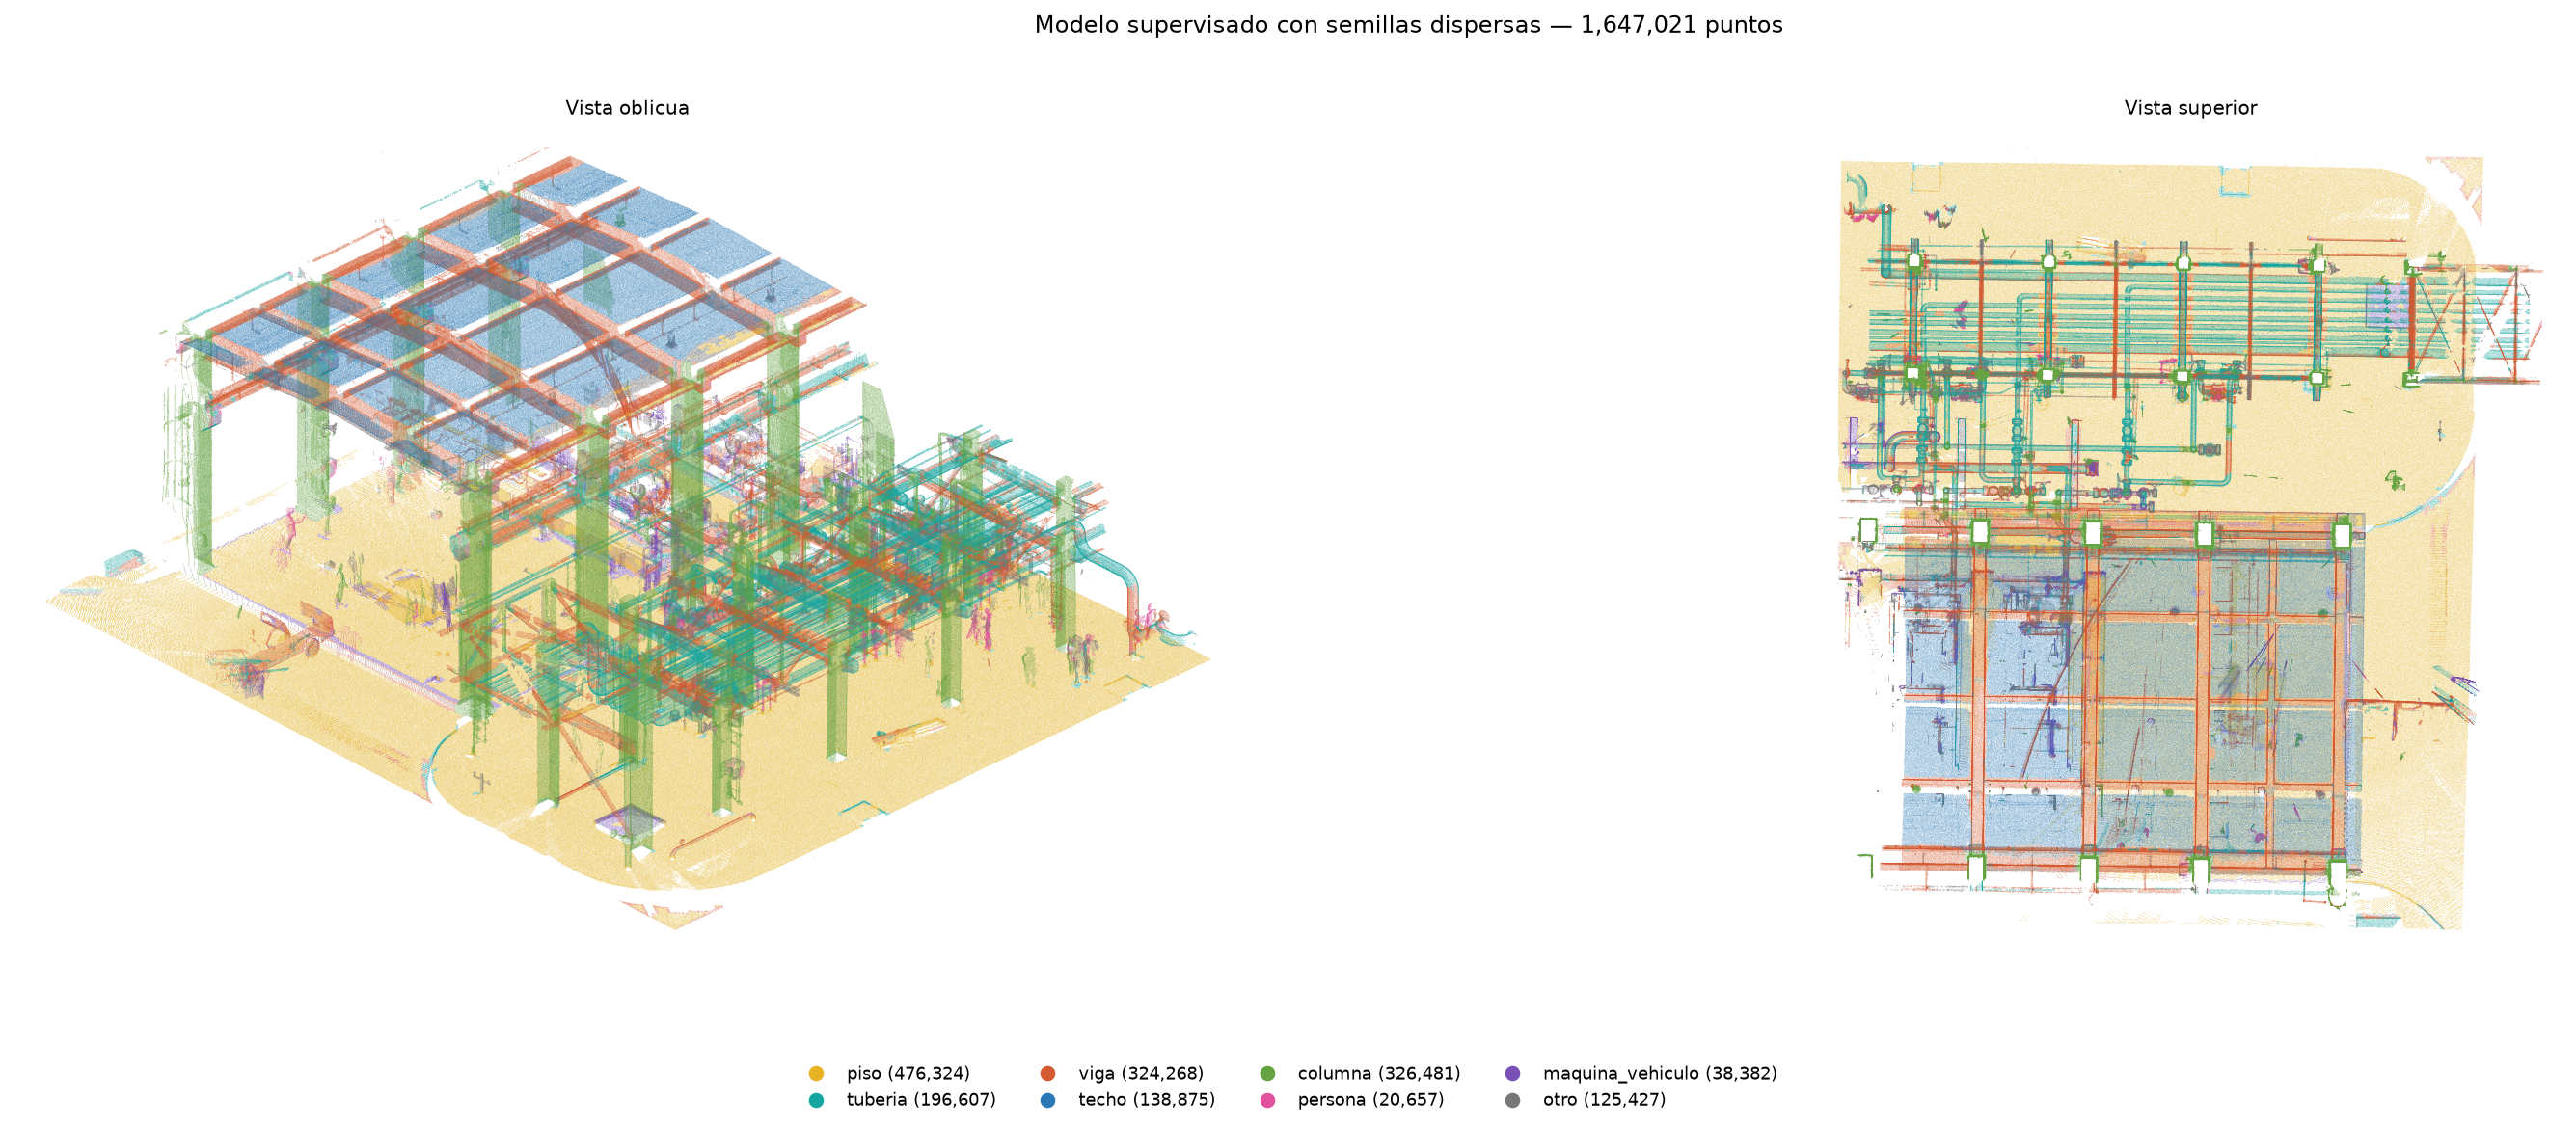 Modelo supervisado con semillas dispersas — 1,647,021 puntos
Vista oblicua
Vista superior
piso (476,324)
viga (324,268)
columna (326,481)
maquina_vehiculo (38,382)
tuberia (196,607)
techo (138,875)
persona (20,657)
otro (125,427)